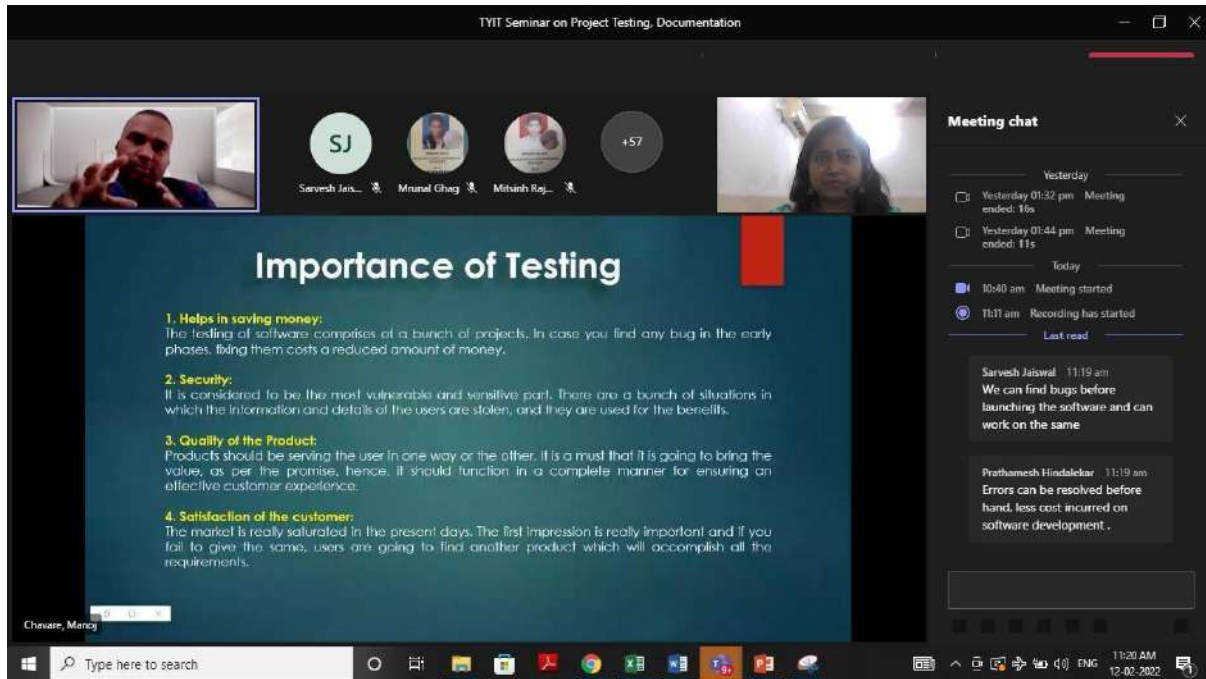 TYIT Seminar on Project Testing, Documentation
SJ
+57
Sarvesh Jais...
Mrunal Ghag
Mitsinh Raj...
Importance of Testing
1. Helps in saving money:
The testing of software comprises of a bunch of projects. In case you find any bug in the early
phases, fixing them costs a reduced amount of money.
2. Security:
It is considered to be the most vulnerable and sensitive part. There are a bunch of situations in
which the information and details of the users are stolen, and they are used for the benefits.
3. Quality of the Product:
Products should be serving the user in one way or the other. It is a must that it is going to bring the
value, as per the promise, hence, it should function in a complete manner for ensuring an
effective customer experience.
4. Satisfaction of the customer:
The market is really saturated in the present days. The first impression is really important and if you
fail to give the same, users are going to find another product which will accomplish all the
requirements.
Chavare, Manoj
Meeting chat
Yesterday
Yesterday 01:32 pm Meeting
ended: 16s
Yesterday 01:44 pm Meeting
ended: 11s
Today
10:40 am Meeting started
11:11 am Recording has started
Last read
Sarvesh Jaiswal 11:19 am
We can find bugs before
launching the software and can
work on the same
Prathamesh Hindalekar 11:19 am
Errors can be resolved before
hand, less cost incurred on
software development .
Type here to search
9+
ENG
11:20 AM
12-02-2022